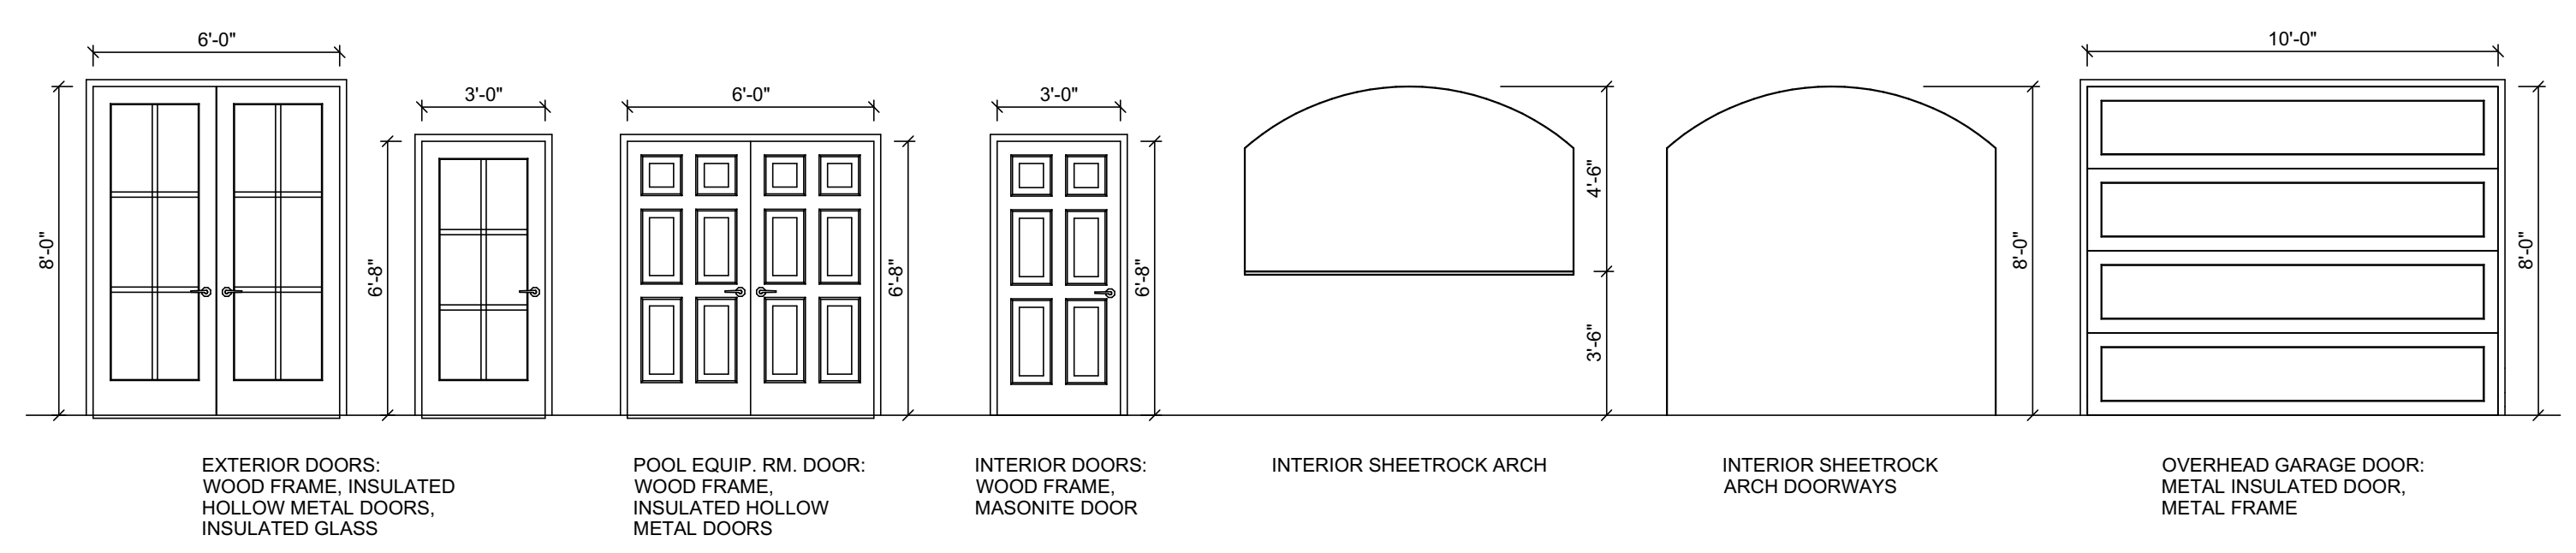 6'-0"
10'-0"
3'-0"
6'-0"
3'-0"
8'-0"
6'-8"
6'-8"
6'-8"
4'-6"
3'-6"
8'-0"
8'-0"
EXTERIOR DOORS:
WOOD FRAME, INSULATED
HOLLOW METAL DOORS,
INSULATED GLASS
POOL EQUIP. RM. DOOR:
WOOD FRAME,
INSULATED HOLLOW
METAL DOORS
INTERIOR DOORS:
WOOD FRAME,
MASONITE DOOR
INTERIOR SHEETROCK ARCH
INTERIOR SHEETROCK
ARCH DOORWAYS
OVERHEAD GARAGE DOOR:
METAL INSULATED DOOR,
METAL FRAME